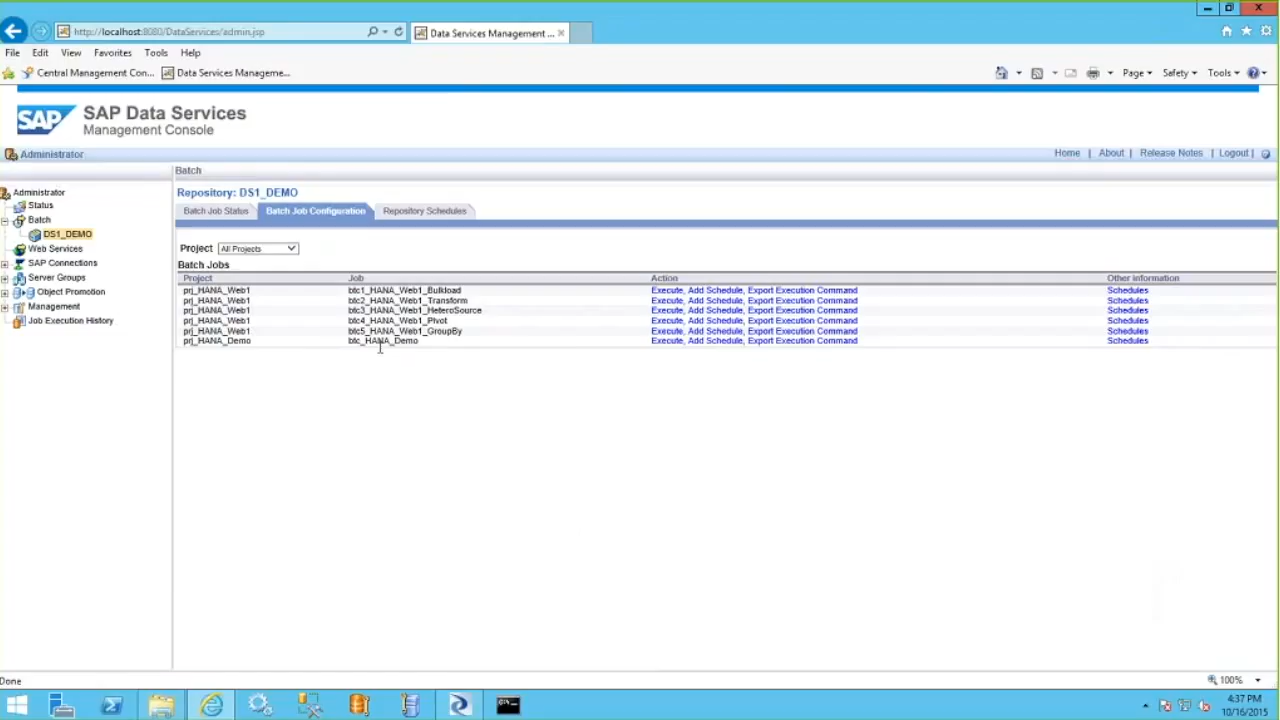 http://localhost:8080/DataServices/admin.jsp
Data Services Management ...
File Edit View Favorites Tools Help
Central Management Con... Data Services Manageme...
Page Safety Tools
SAP SAP Data Services
Management Console
Administrator
Home | About | Release Notes | Logout |
Batch
Administrator
Status
Batch
DS1_DEMO
Web Services
SAP Connections
Server Groups
Object Promotion
Management
Job Execution History
Repository: DS1_DEMO
Batch Job Status Batch Job Configuration Repository Schedules
Project All Projects
Batch Jobs
Project Job Action Other information
prj_HANA_Web1 btc1_HANA_Web1_Bulkload Execute, Add Schedule, Export Execution Command Schedules
prj_HANA_Web1 btc2_HANA_Web1_Transform Execute, Add Schedule, Export Execution Command Schedules
prj_HANA_Web1 btc3_HANA_Web1_HeteroSource Execute, Add Schedule, Export Execution Command Schedules
prj_HANA_Web1 btc4_HANA_Web1_Pivot Execute, Add Schedule, Export Execution Command Schedules
prj_HANA_Web1 btc5_HANA_Web1_GroupBy Execute, Add Schedule, Export Execution Command Schedules
prj_HANA_Demo btc_HANA_Demo Execute, Add Schedule, Export Execution Command Schedules
Done
100%
4:37 PM
10/16/2015